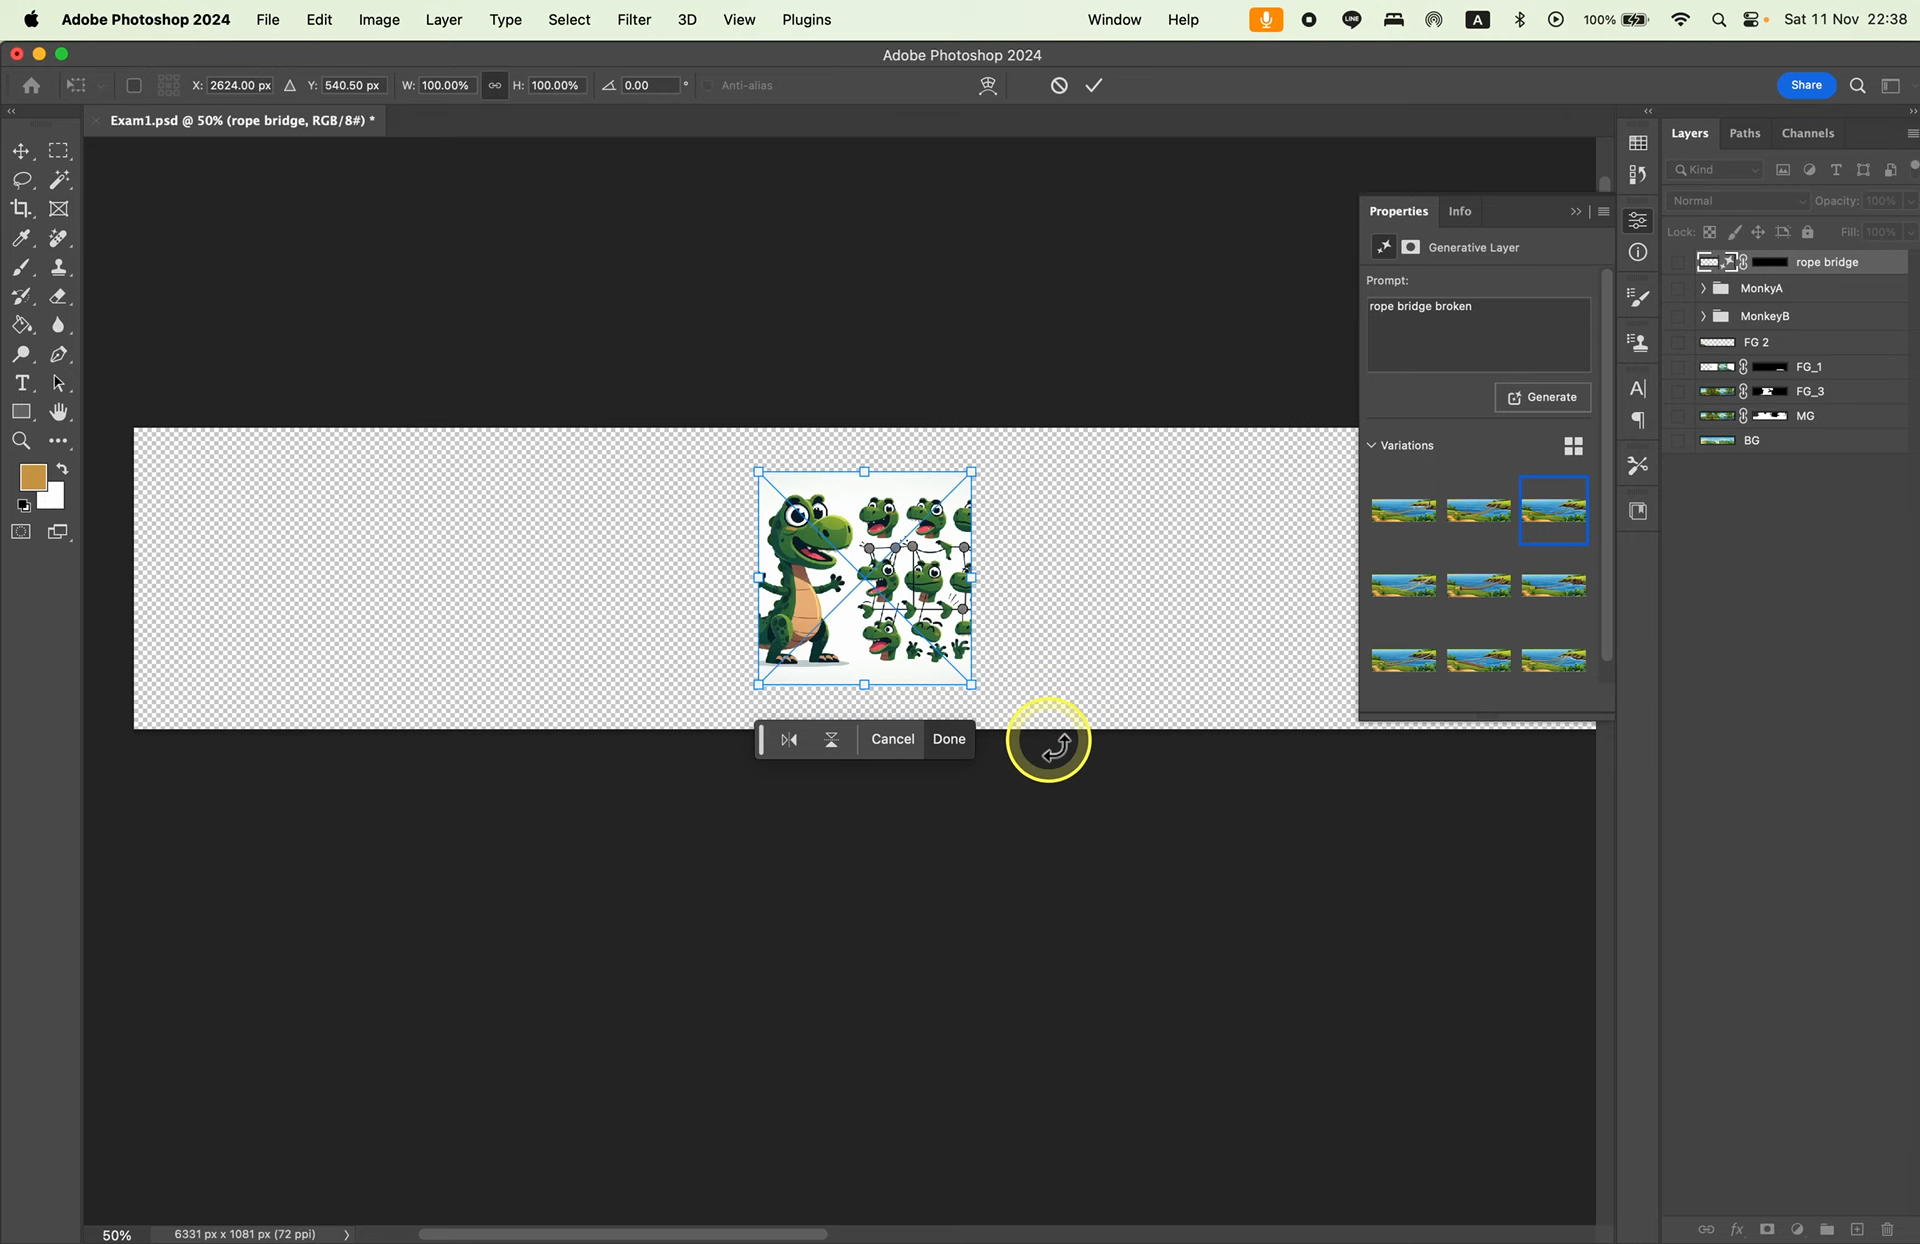 Adobe Photoshop 2024 File Edit Image Layer Type Select Filter 3D View Plugins Window Help LINE A 100% Sat 11 Nov 22:38
Adobe Photoshop 2024
X: 2624.00 px Y: 540.50 px W: 100.00% H: 100.00% 0.00 ° Anti-alias Share
Exam1.psd @ 50% (rope bridge, RGB/8#) *
Layers Paths Channels
Kind
Normal Opacity: 100%
Lock: Fill: 100%
rope bridge
MonkyA
MonkeyB
FG 2
FG_1
FG_3
MG
BG
Properties Info
Generative Layer
Prompt:
rope bridge broken
Generate
Variations
Cancel Done
50% 6331 px x 1081 px (72 ppi)